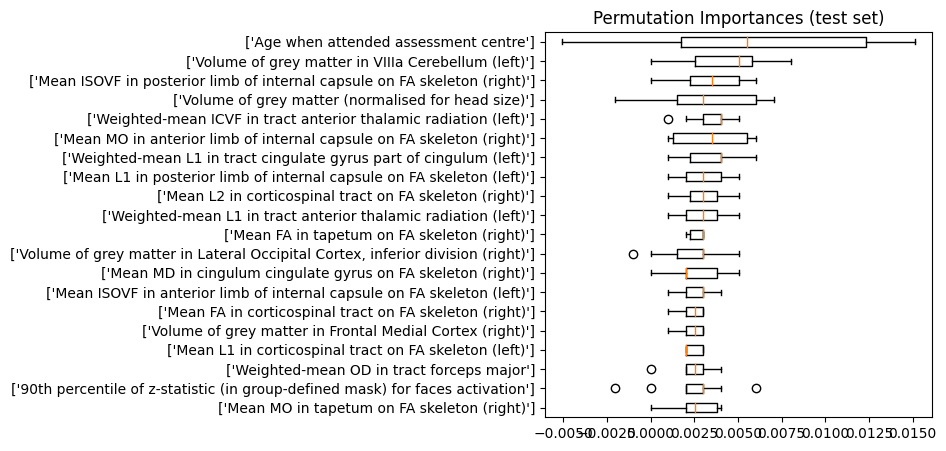 Permutation Importances (test set)
['Age when attended assessment centre']
['Volume of grey matter in VIIIa Cerebellum (left)']
['Mean ISOVF in posterior limb of internal capsule on FA skeleton (right)']
['Volume of grey matter (normalised for head size)']
['Weighted-mean ICVF in tract anterior thalamic radiation (left)']
['Mean MO in anterior limb of internal capsule on FA skeleton (right)']
['Weighted-mean L1 in tract cingulate gyrus part of cingulum (left)']
['Mean L1 in posterior limb of internal capsule on FA skeleton (left)']
['Mean L2 in corticospinal tract on FA skeleton (right)']
['Weighted-mean L1 in tract anterior thalamic radiation (left)']
['Mean FA in tapetum on FA skeleton (right)']
['Volume of grey matter in Lateral Occipital Cortex, inferior division (right)']
['Mean MD in cingulum cingulate gyrus on FA skeleton (right)']
['Mean ISOVF in anterior limb of internal capsule on FA skeleton (left)']
['Mean FA in corticospinal tract on FA skeleton (right)']
['Volume of grey matter in Frontal Medial Cortex (right)']
['Mean L1 in corticospinal tract on FA skeleton (left)']
['Weighted-mean OD in tract forceps major']
['90th percentile of z-statistic (in group-defined mask) for faces activation']
['Mean MO in tapetum on FA skeleton (right)']
−0.0050 −0.0025 0.0000 0.0025 0.0050 0.0075 0.0100 0.0125 0.0150